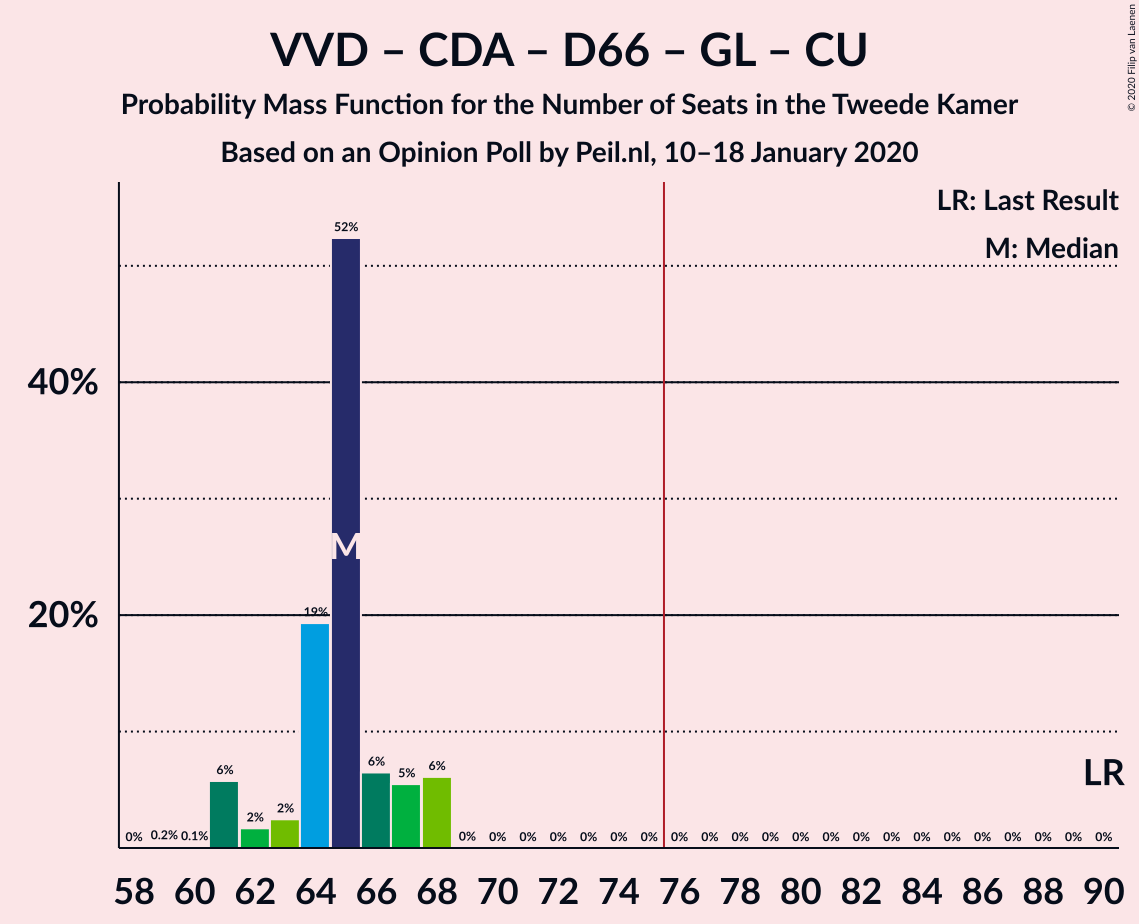 VVD – CDA – D66 – GL – CU
Probability Mass Function for the Number of Seats in the Tweede Kamer
Based on an Opinion Poll by Peil.nl, 10–18 January 2020
© 2020 Filip van Laenen
LR: Last Result
M: Median
52%
40%
M
20%
19%
LR
6% 2% 2% 6% 5% 6%
0% 0.2% 0.1% 0% 0% 0% 0% 0% 0% 0% 0% 0% 0% 0% 0% 0% 0% 0% 0% 0% 0% 0% 0% 0% 0%
58 60 62 64 66 68 70 72 74 76 78 80 82 84 86 88 90